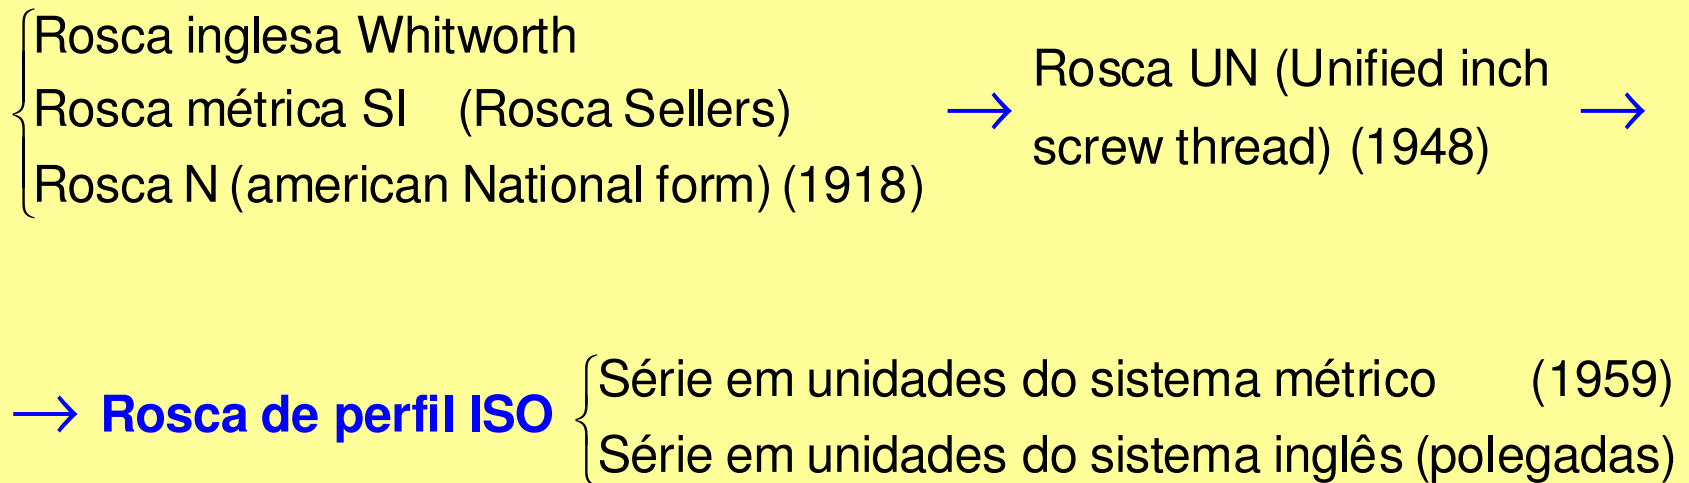 Rosca inglesa Whitworth
Rosca métrica SI (Rosca Sellers)
Rosca N (american National form) (1918)
→ Rosca UN (Unified inch
screw thread) (1948) →
→ Rosca de perfil ISO
Série em unidades do sistema métrico (1959)
Série em unidades do sistema inglês (polegadas)